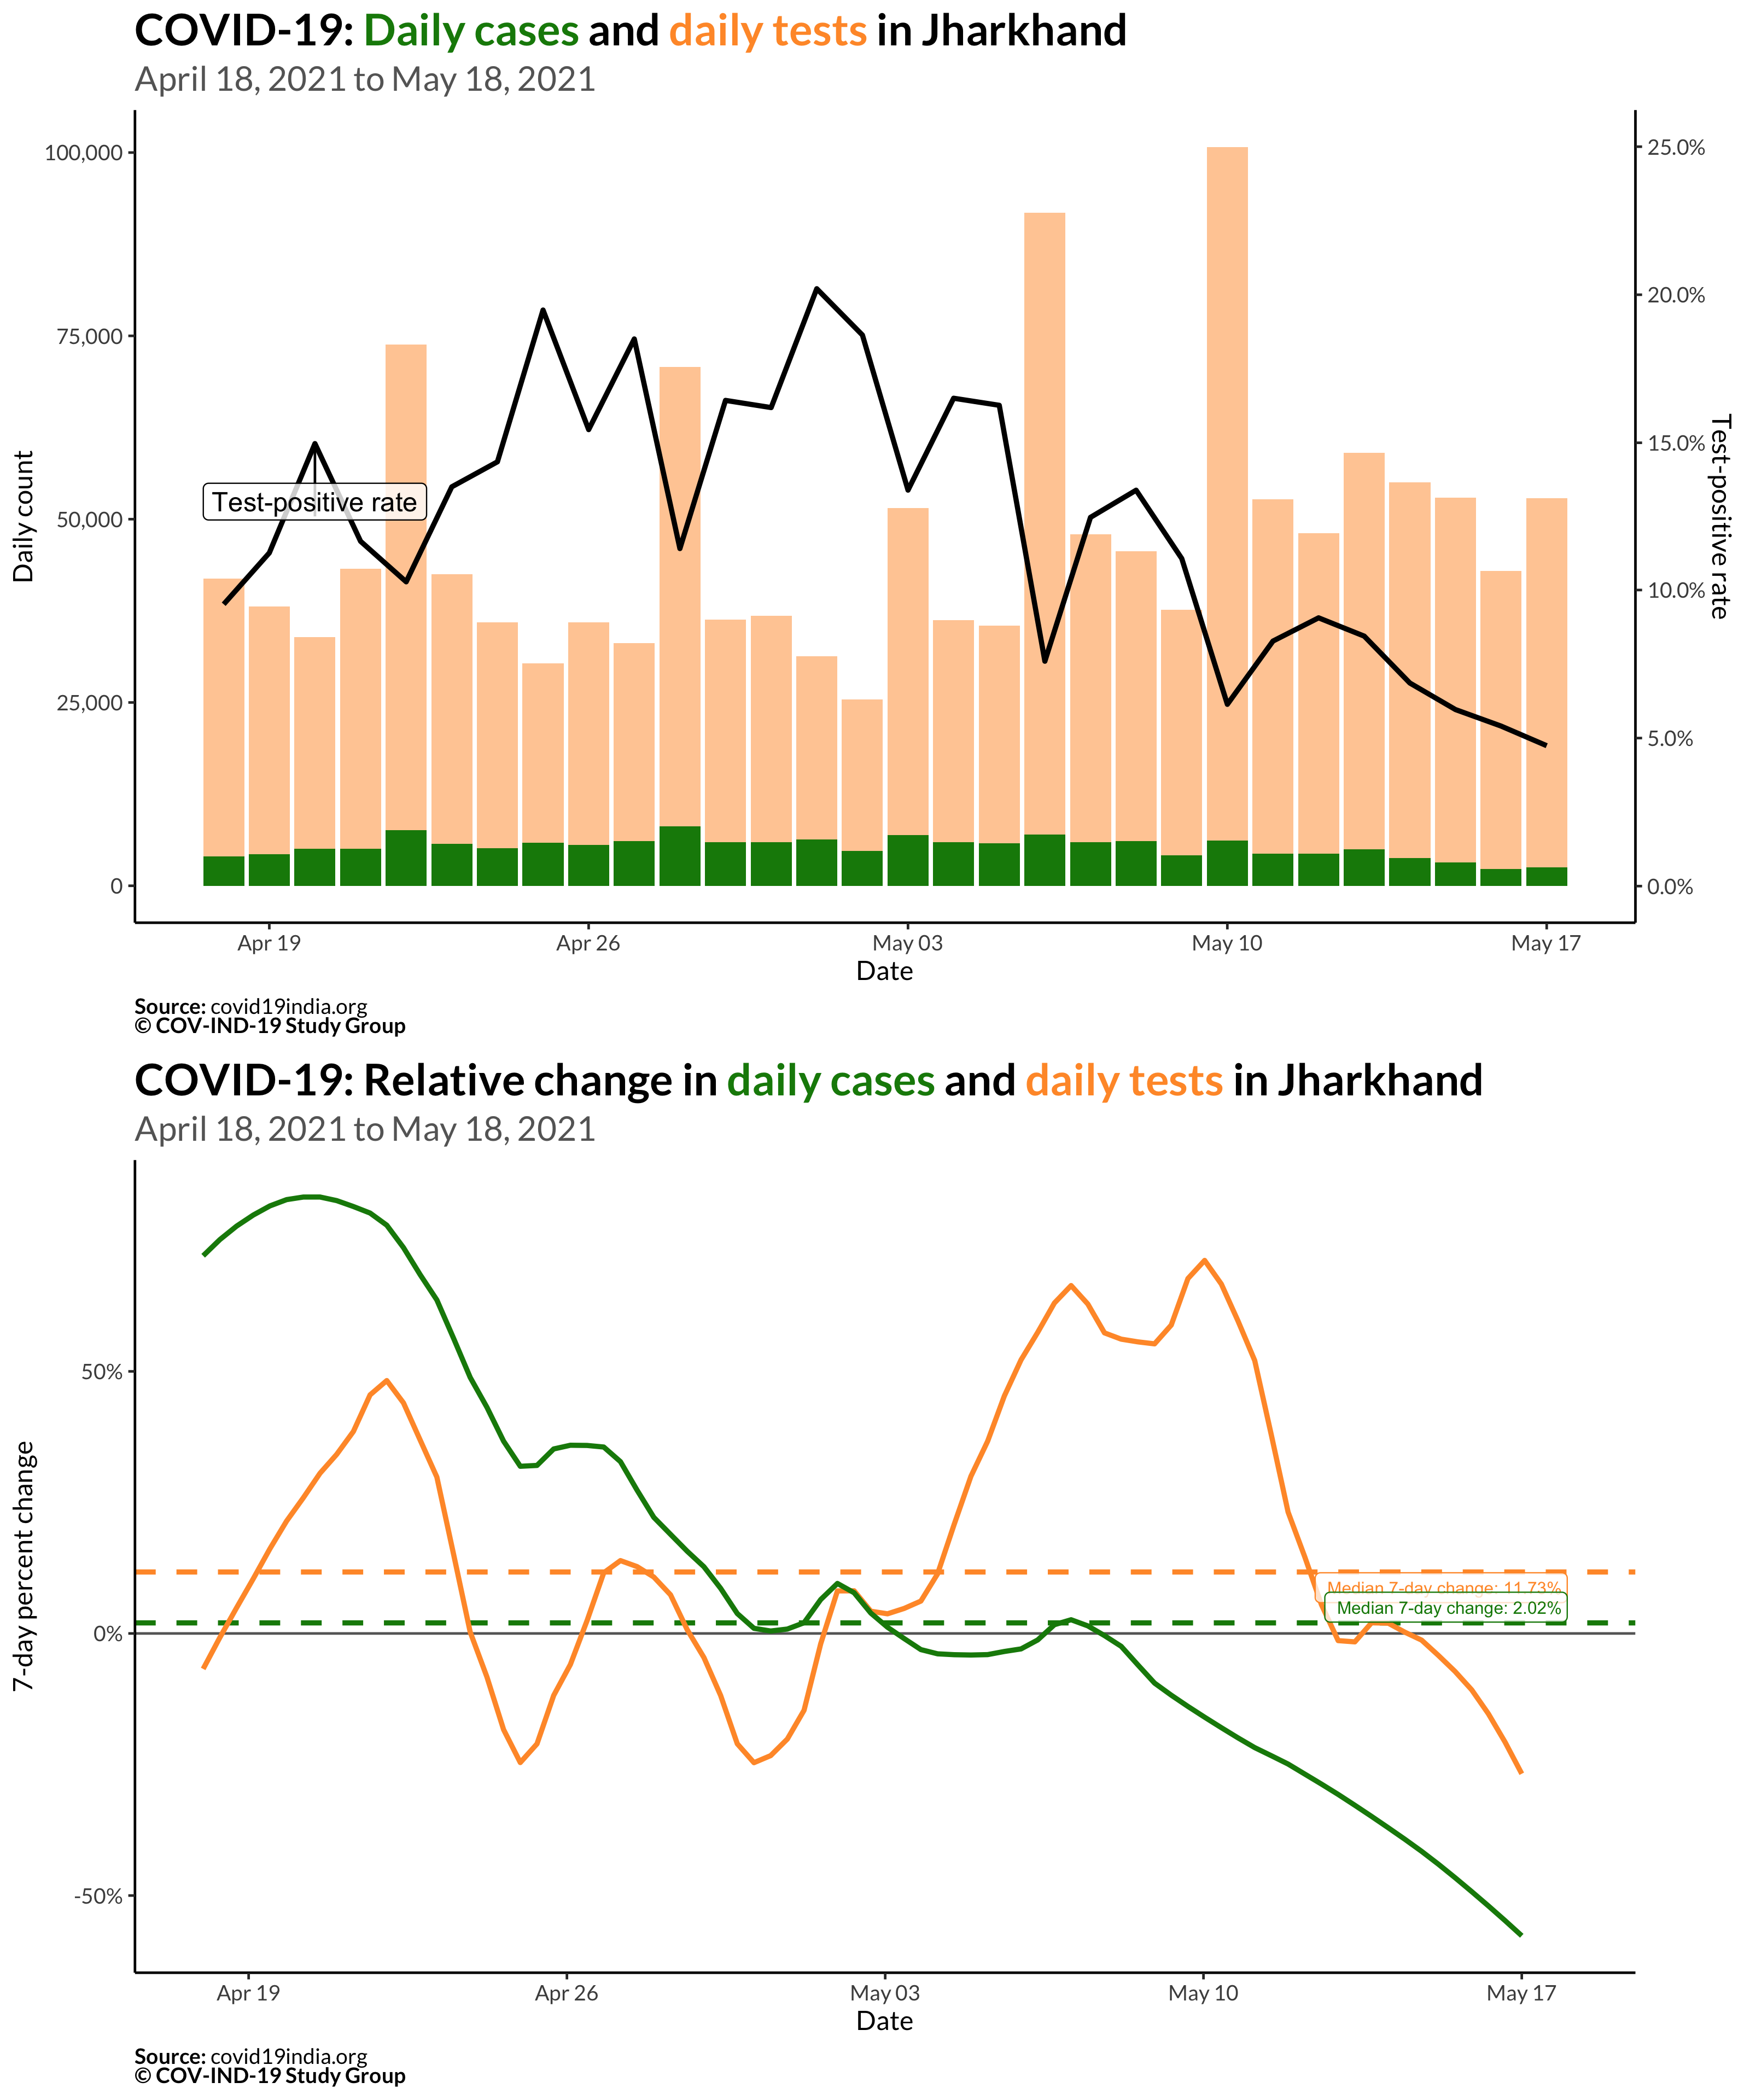 COVID-19: Daily cases and daily tests in Jharkhand
April 18, 2021 to May 18, 2021
100,000
75,000
50,000
25,000
0
Daily count
25.0%
20.0%
15.0%
10.0%
5.0%
0.0%
Test-positive rate
Test-positive rate
Apr 19
Apr 26
May 03
May 10
May 17
Date
Source: covid19india.org
© COV-IND-19 Study Group
COVID-19: Relative change in daily cases and daily tests in Jharkhand
April 18, 2021 to May 18, 2021
50%
0%
-50%
7-day percent change
Median 7-day change: 11.73%
Median 7-day change: 2.02%
Apr 19
Apr 26
May 03
May 10
May 17
Date
Source: covid19india.org
© COV-IND-19 Study Group